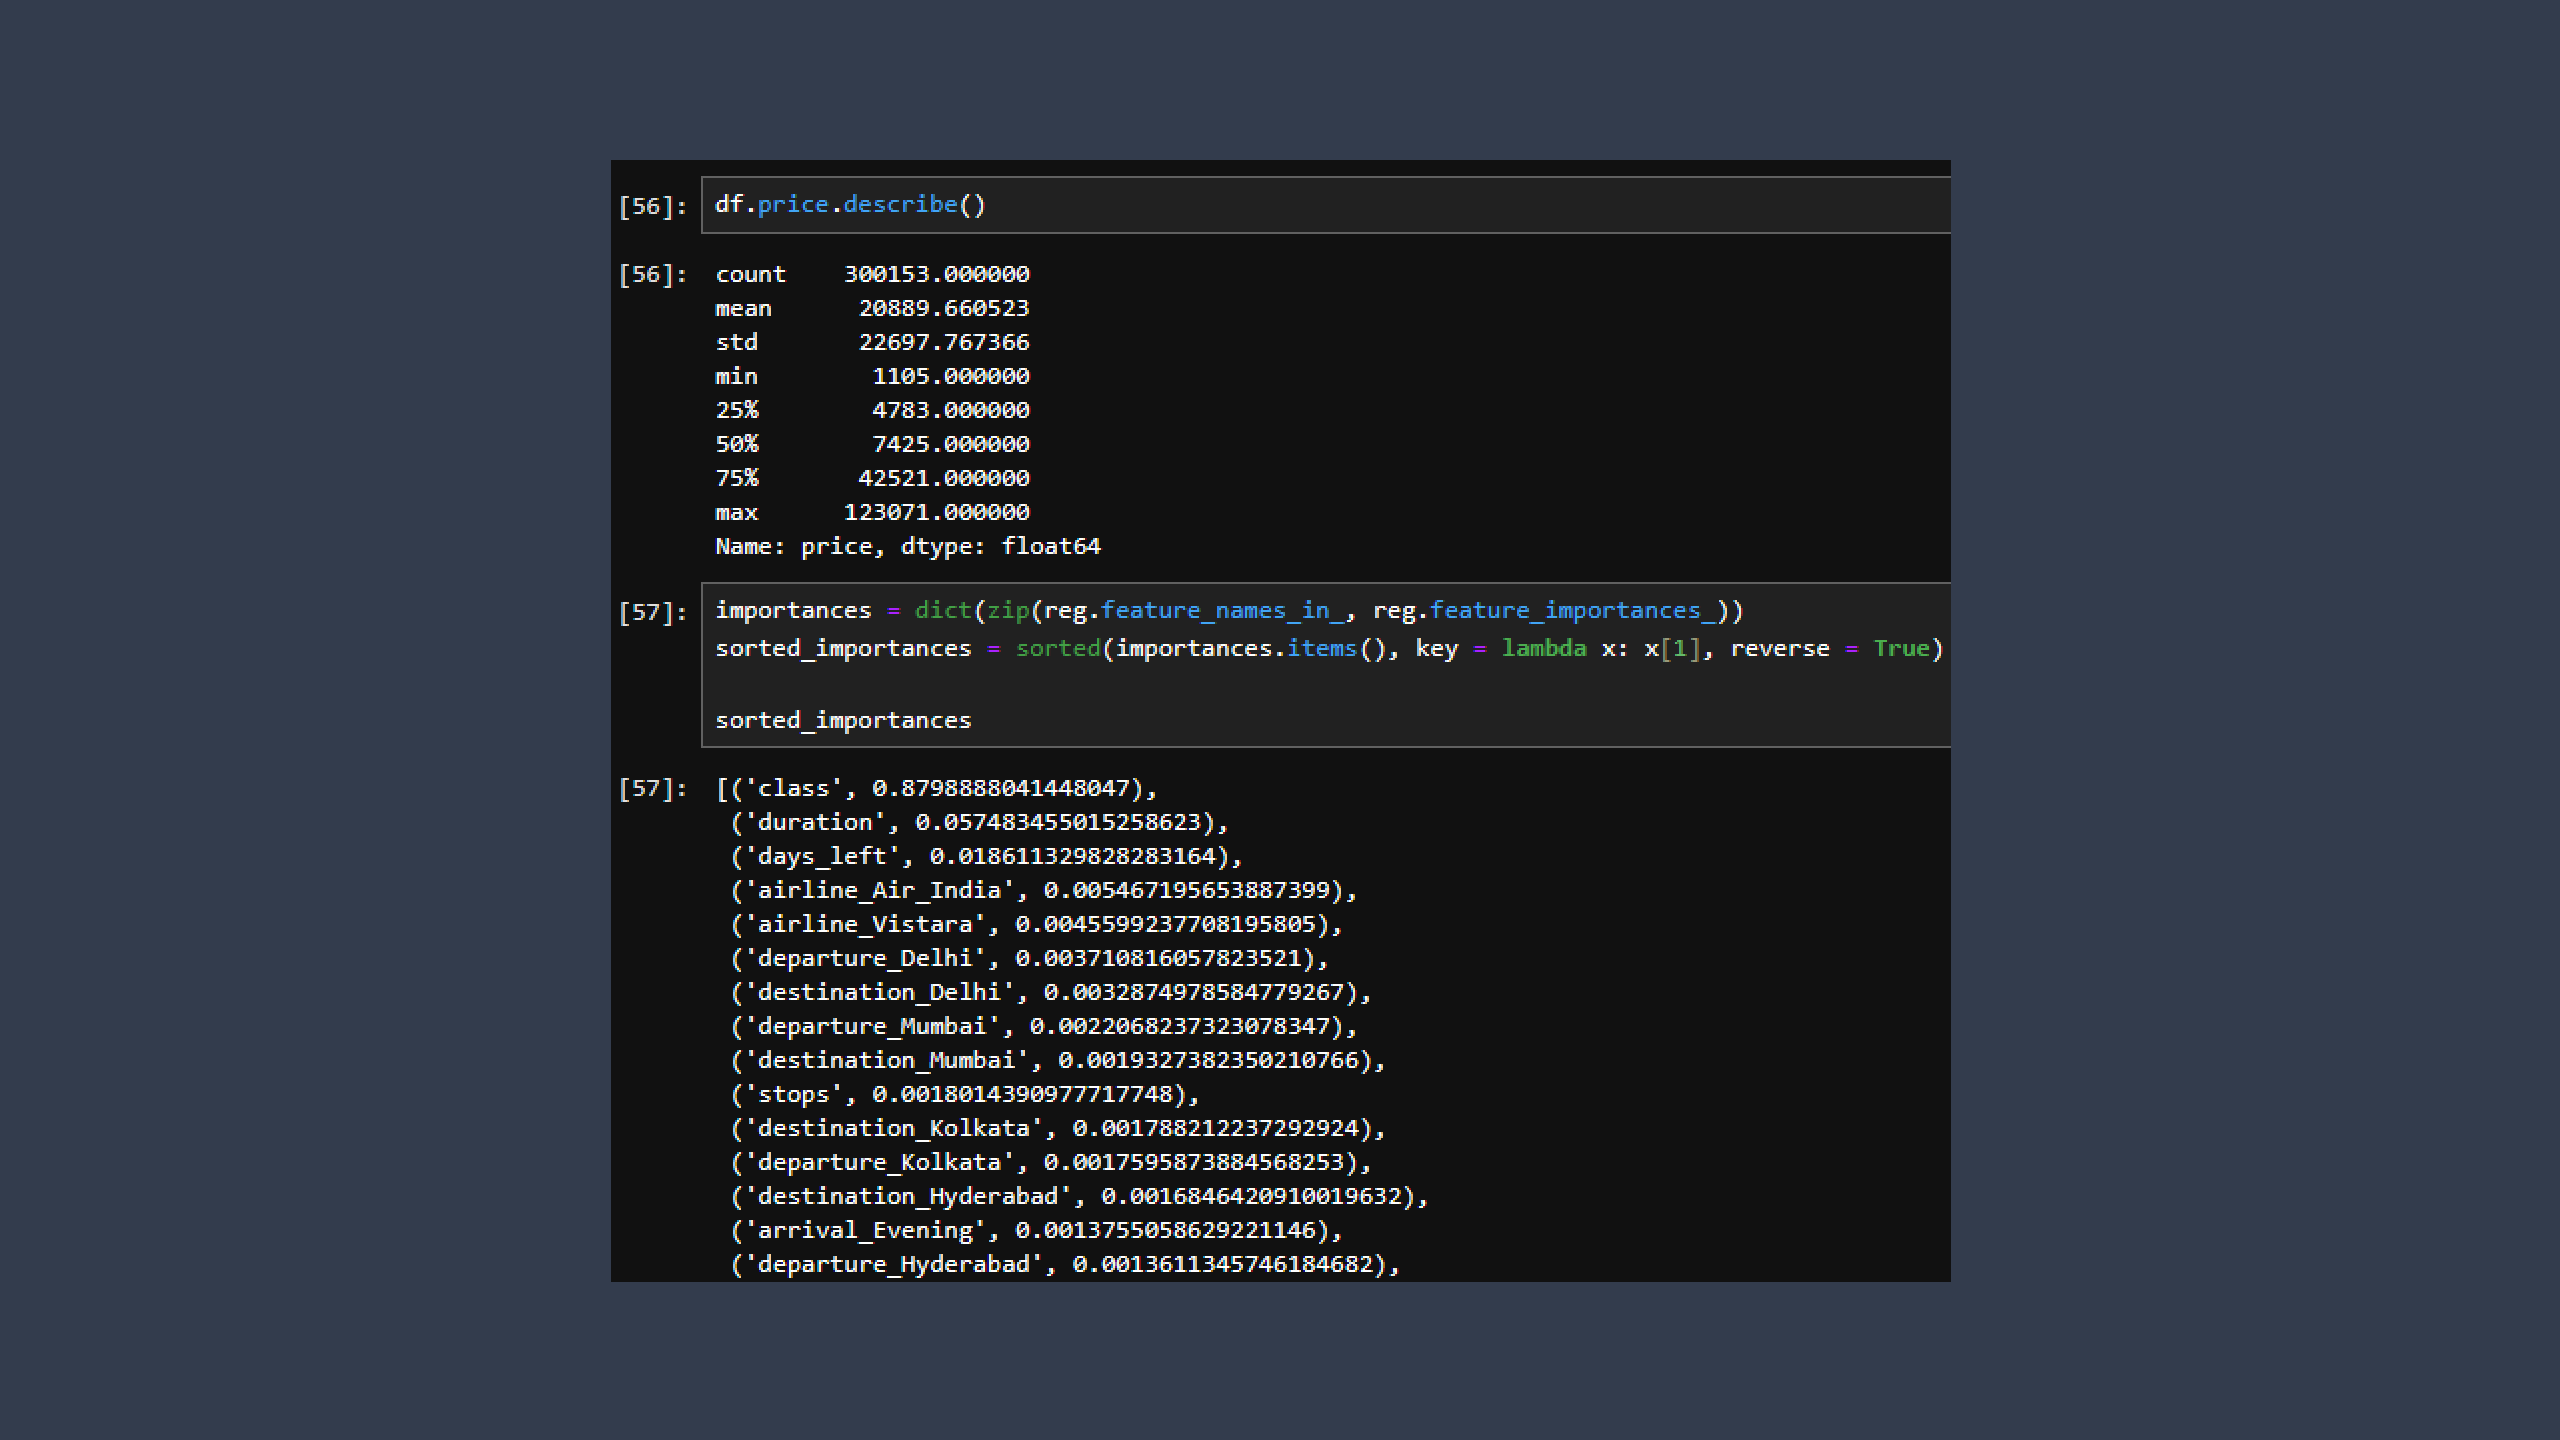 [56]: df.price.describe()
[56]: count    300153.000000
mean      20889.660523
std       22697.767366
min        1105.000000
25%        4783.000000
50%        7425.000000
75%       42521.000000
max      123071.000000
Name: price, dtype: float64
[57]: importances = dict(zip(reg.feature_names_in_, reg.feature_importances_))
sorted_importances = sorted(importances.items(), key = lambda x: x[1], reverse = True)
sorted_importances
[57]: [('class', 0.8798888041448047),
('duration', 0.057483455015258623),
('days_left', 0.018611329828283164),
('airline_Air_India', 0.005467195653887399),
('airline_Vistara', 0.004559923770819​5805),
('departure_Delhi', 0.003710816057823521),
('destination_Delhi', 0.0032874978584779267),
('departure_Mumbai', 0.0022068237323078347),
('destination_Mumbai', 0.0019327382350210766),
('stops', 0.0018014390977717748),
('destination_Kolkata', 0.001788212237292924),
('departure_Kolkata', 0.0017595873884568253),
('destination_Hyderabad', 0.0016846420910019632),
('arrival_Evening', 0.0013755058629221146),
('departure_Hyderabad', 0.0013611345746184682),